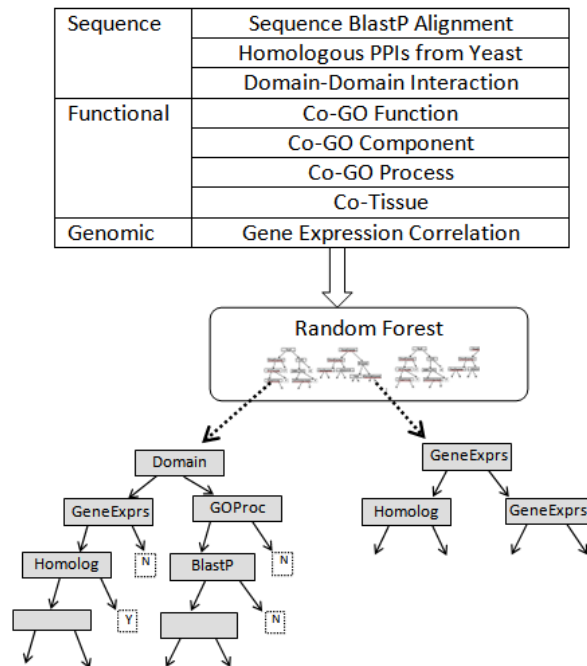 Sequence
Sequence BlastP Alignment
Homologous PPIs from Yeast
Domain-Domain Interaction
Functional
Co-GO Function
Co-GO Component
Co-GO Process
Co-Tissue
Genomic
Gene Expression Correlation
Random Forest
Domain
GeneExprs
GOProc
Homolog
N
BlastP
N
Y
N
GeneExprs
Homolog
GeneExprs